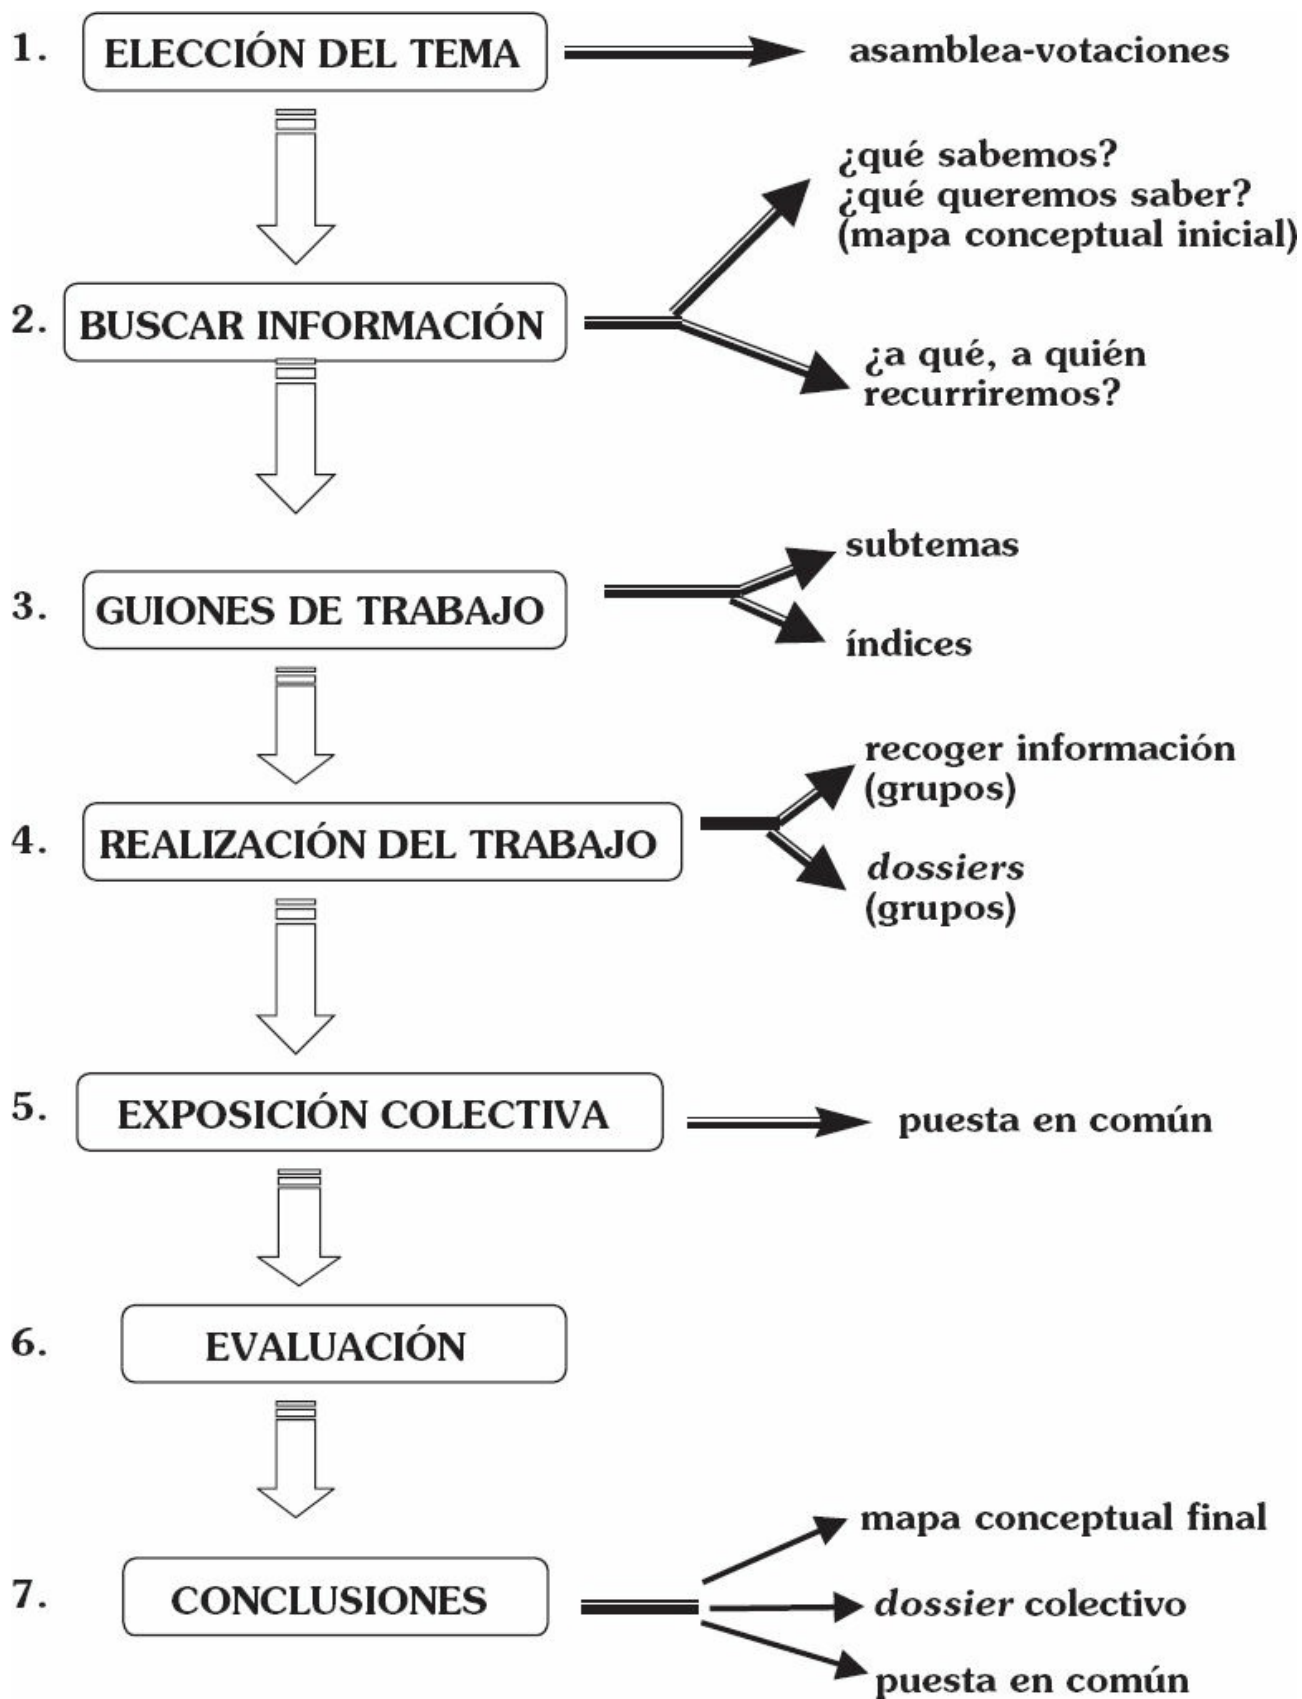 1. ELECCIÓN DEL TEMA
asamblea-votaciones
2. BUSCAR INFORMACIÓN
¿qué sabemos?
¿qué queremos saber?
(mapa conceptual inicial)
¿a qué, a quién
recurriremos?
3. GUIONES DE TRABAJO
subtemas
índices
4. REALIZACIÓN DEL TRABAJO
recoger información
(grupos)
dossiers
(grupos)
5. EXPOSICIÓN COLECTIVA
puesta en común
6. EVALUACIÓN
7. CONCLUSIONES
mapa conceptual final
dossier colectivo
puesta en común